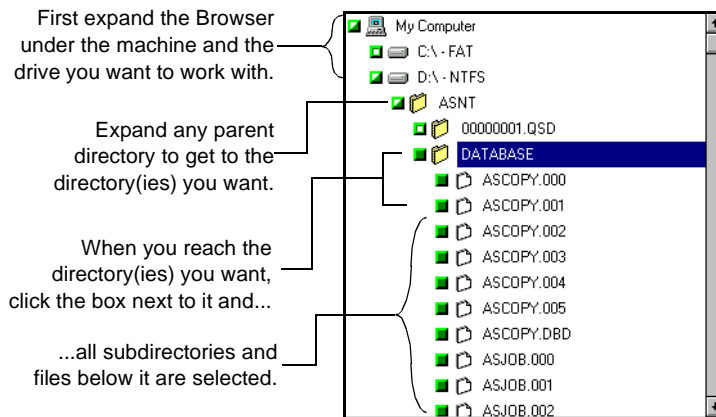 First expand the Browser
under the machine and the
drive you want to work with.
Expand any parent
directory to get to the
directory(ies) you want.
When you reach the
directory(ies) you want,
click the box next to it and...
...all subdirectories and
files below it are selected.
My Computer
C:\ - FAT
D:\ - NTFS
ASNT
00000001.QSD
DATABASE
ASCOPY.000
ASCOPY.001
ASCOPY.002
ASCOPY.003
ASCOPY.004
ASCOPY.005
ASCOPY.DBD
ASJOB.000
ASJOB.001
ASJOB.002